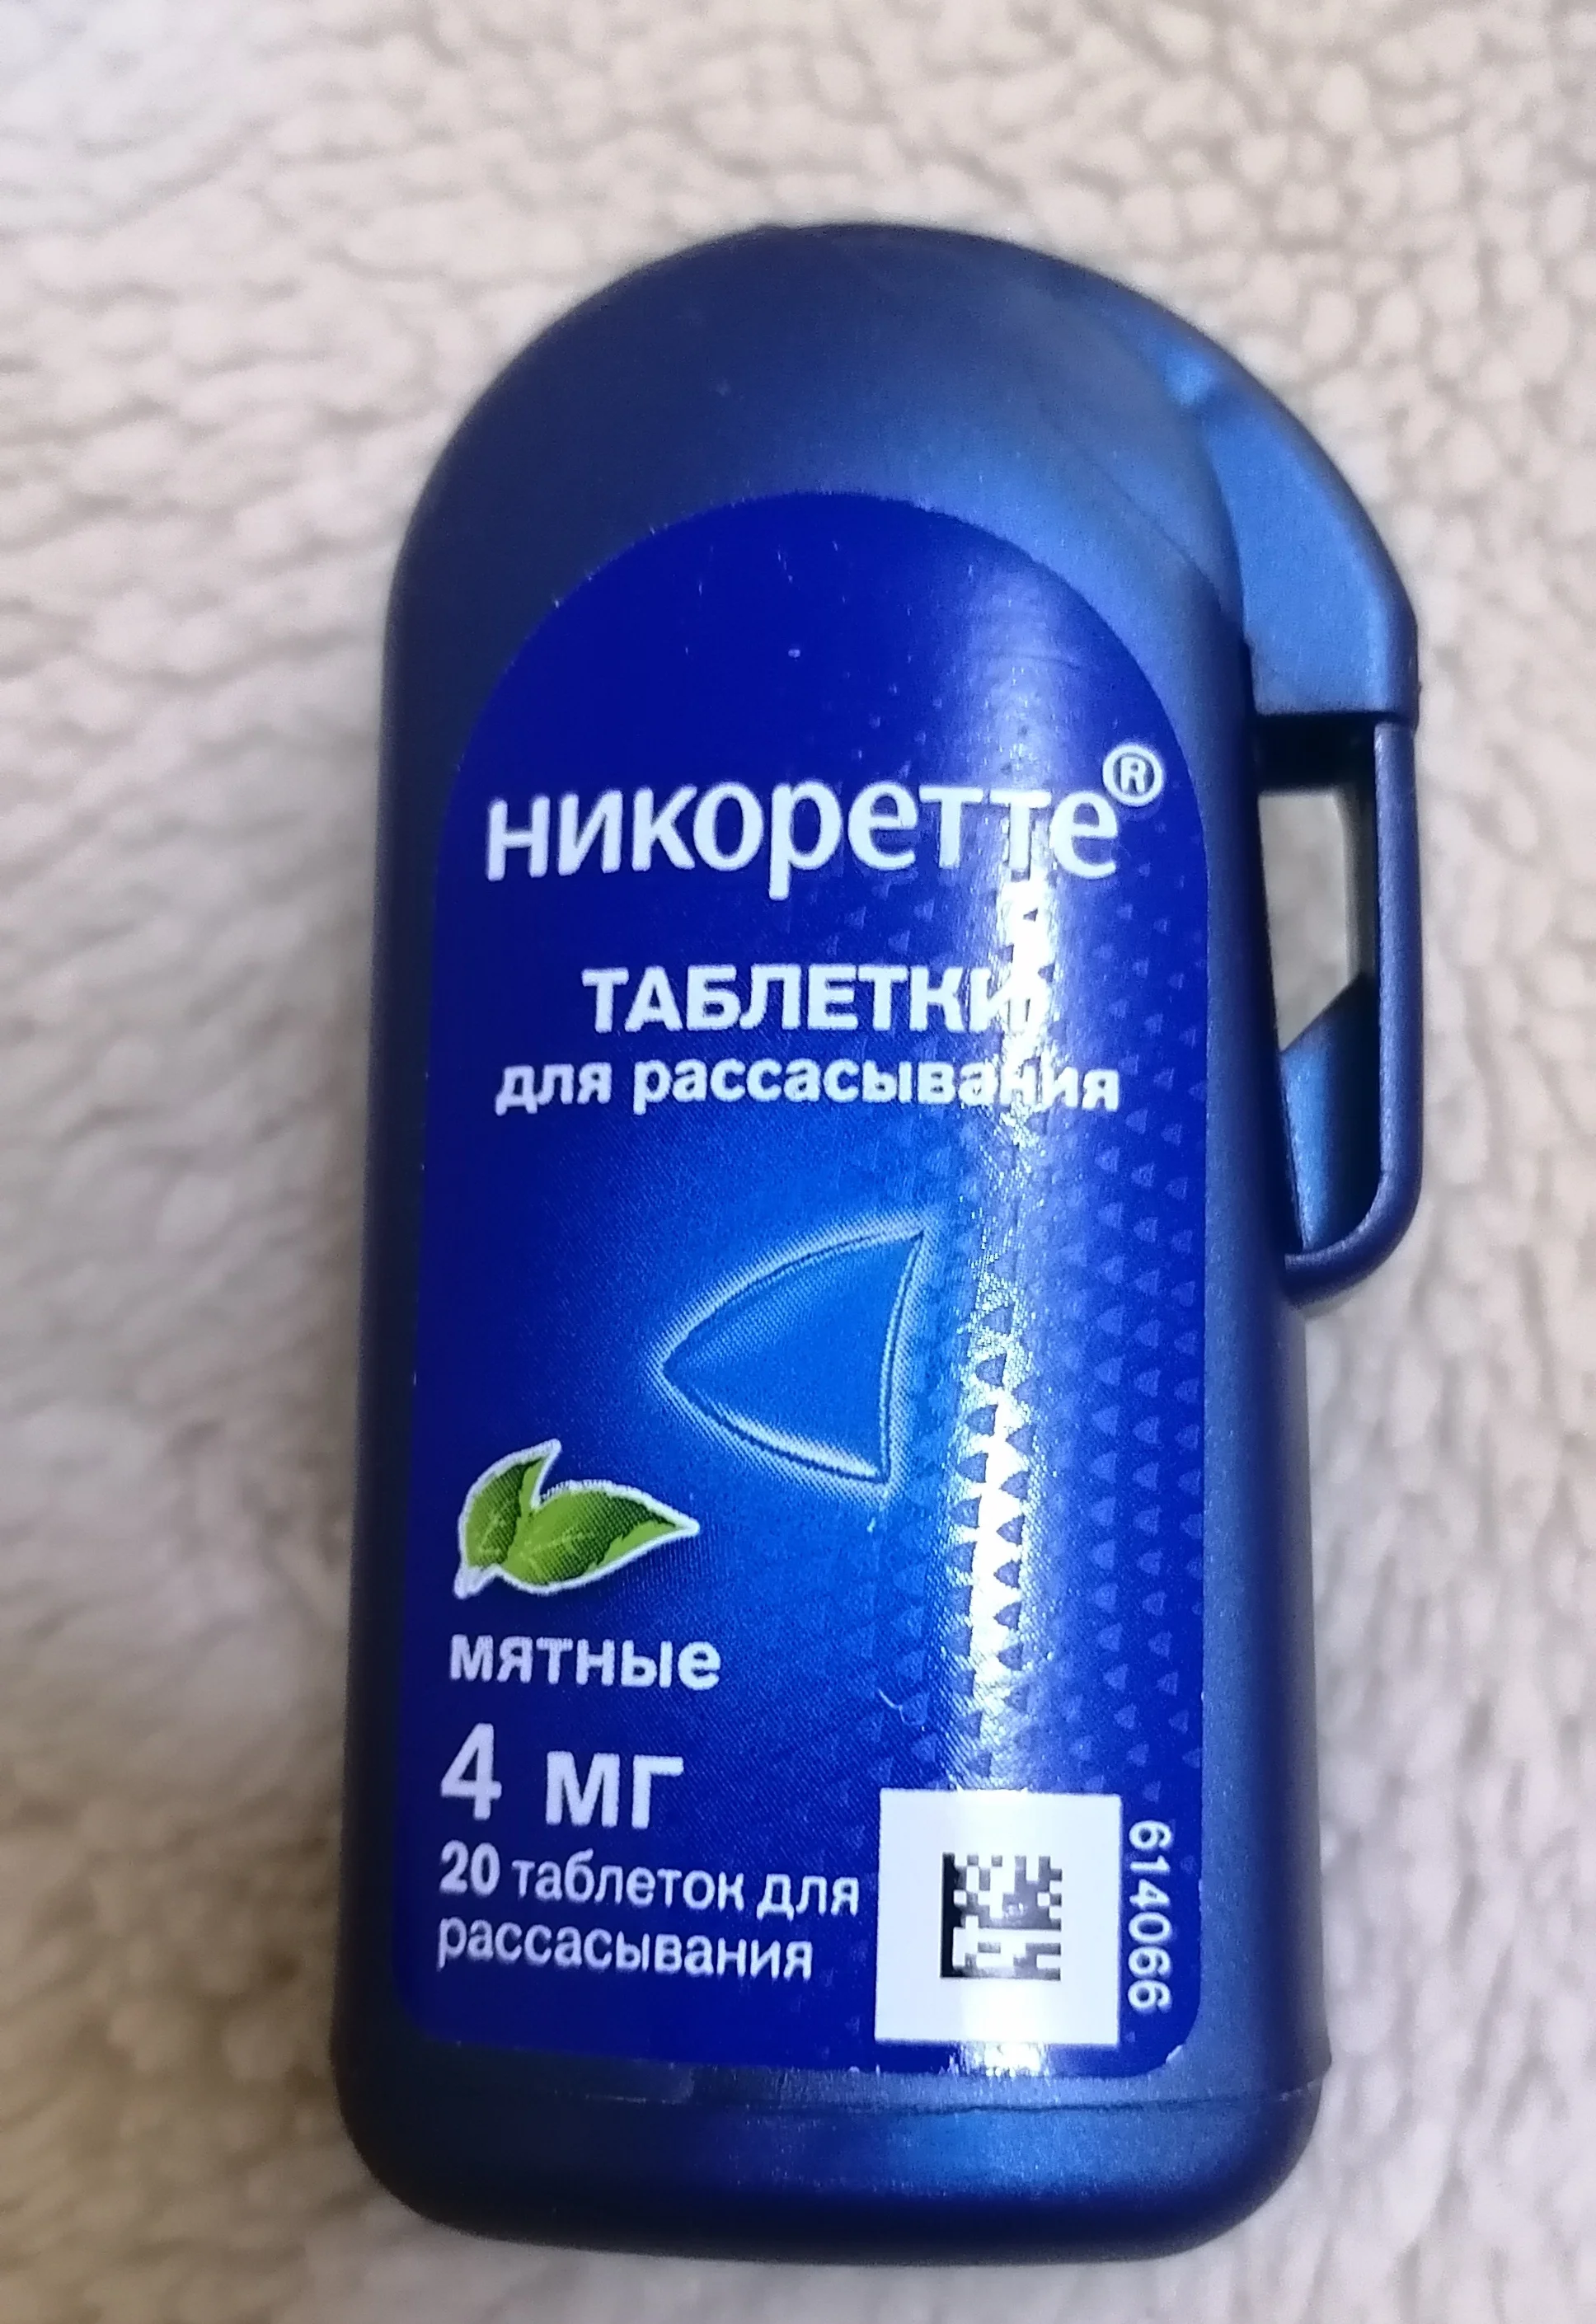 никоретте®
ТАБЛЕТКИ
для рассасывания
мятные
4 мг
20 таблеток для
рассасывания
614066